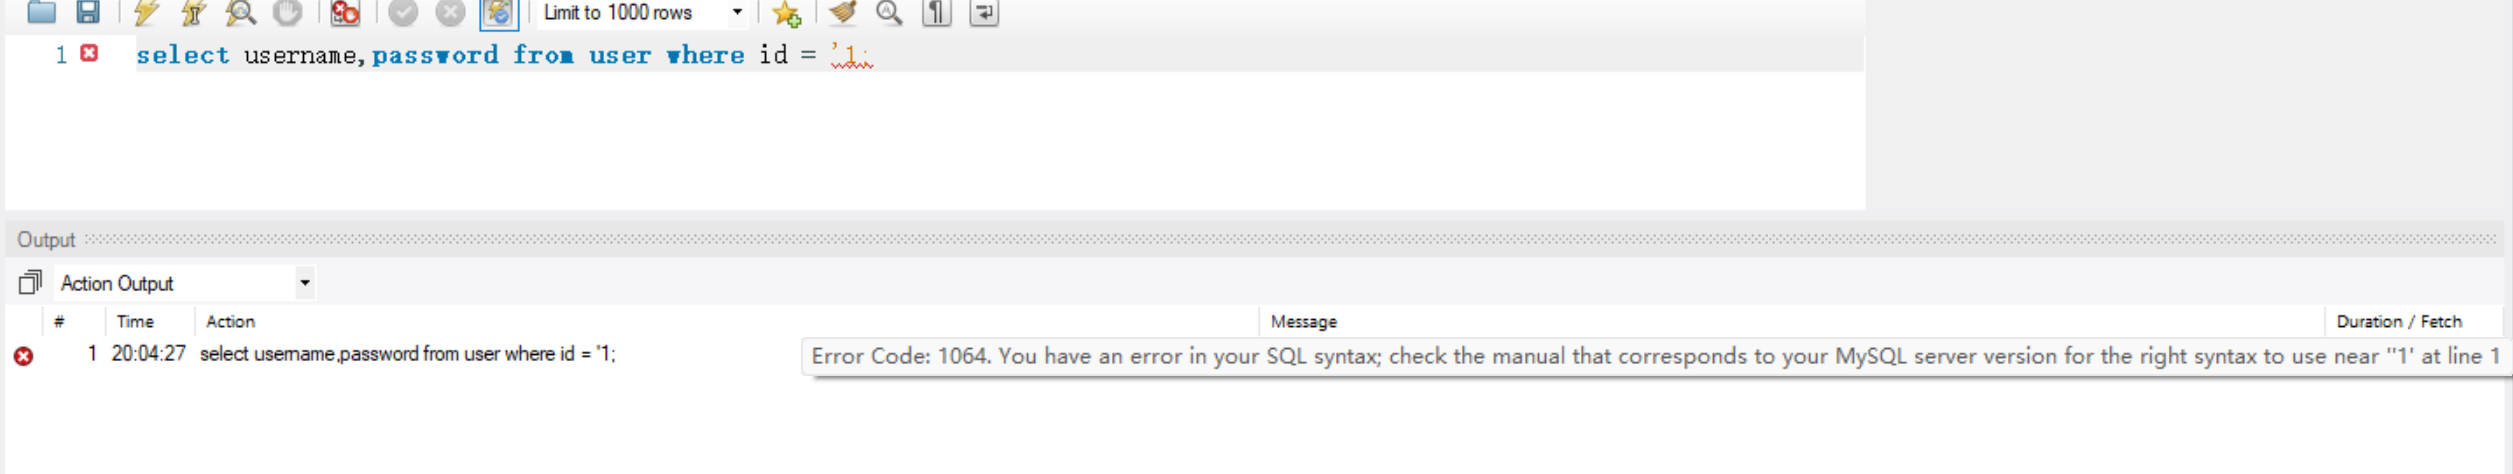 Limit to 1000 rows
1 select username,password from user where id = '1;
Output
Action Output
# Time Action Message Duration / Fetch
1 20:04:27 select username,password from user where id = '1; Error Code: 1064. You have an error in your SQL syntax; check the manual that corresponds to your MySQL server version for the right syntax to use near ''1' at line 1